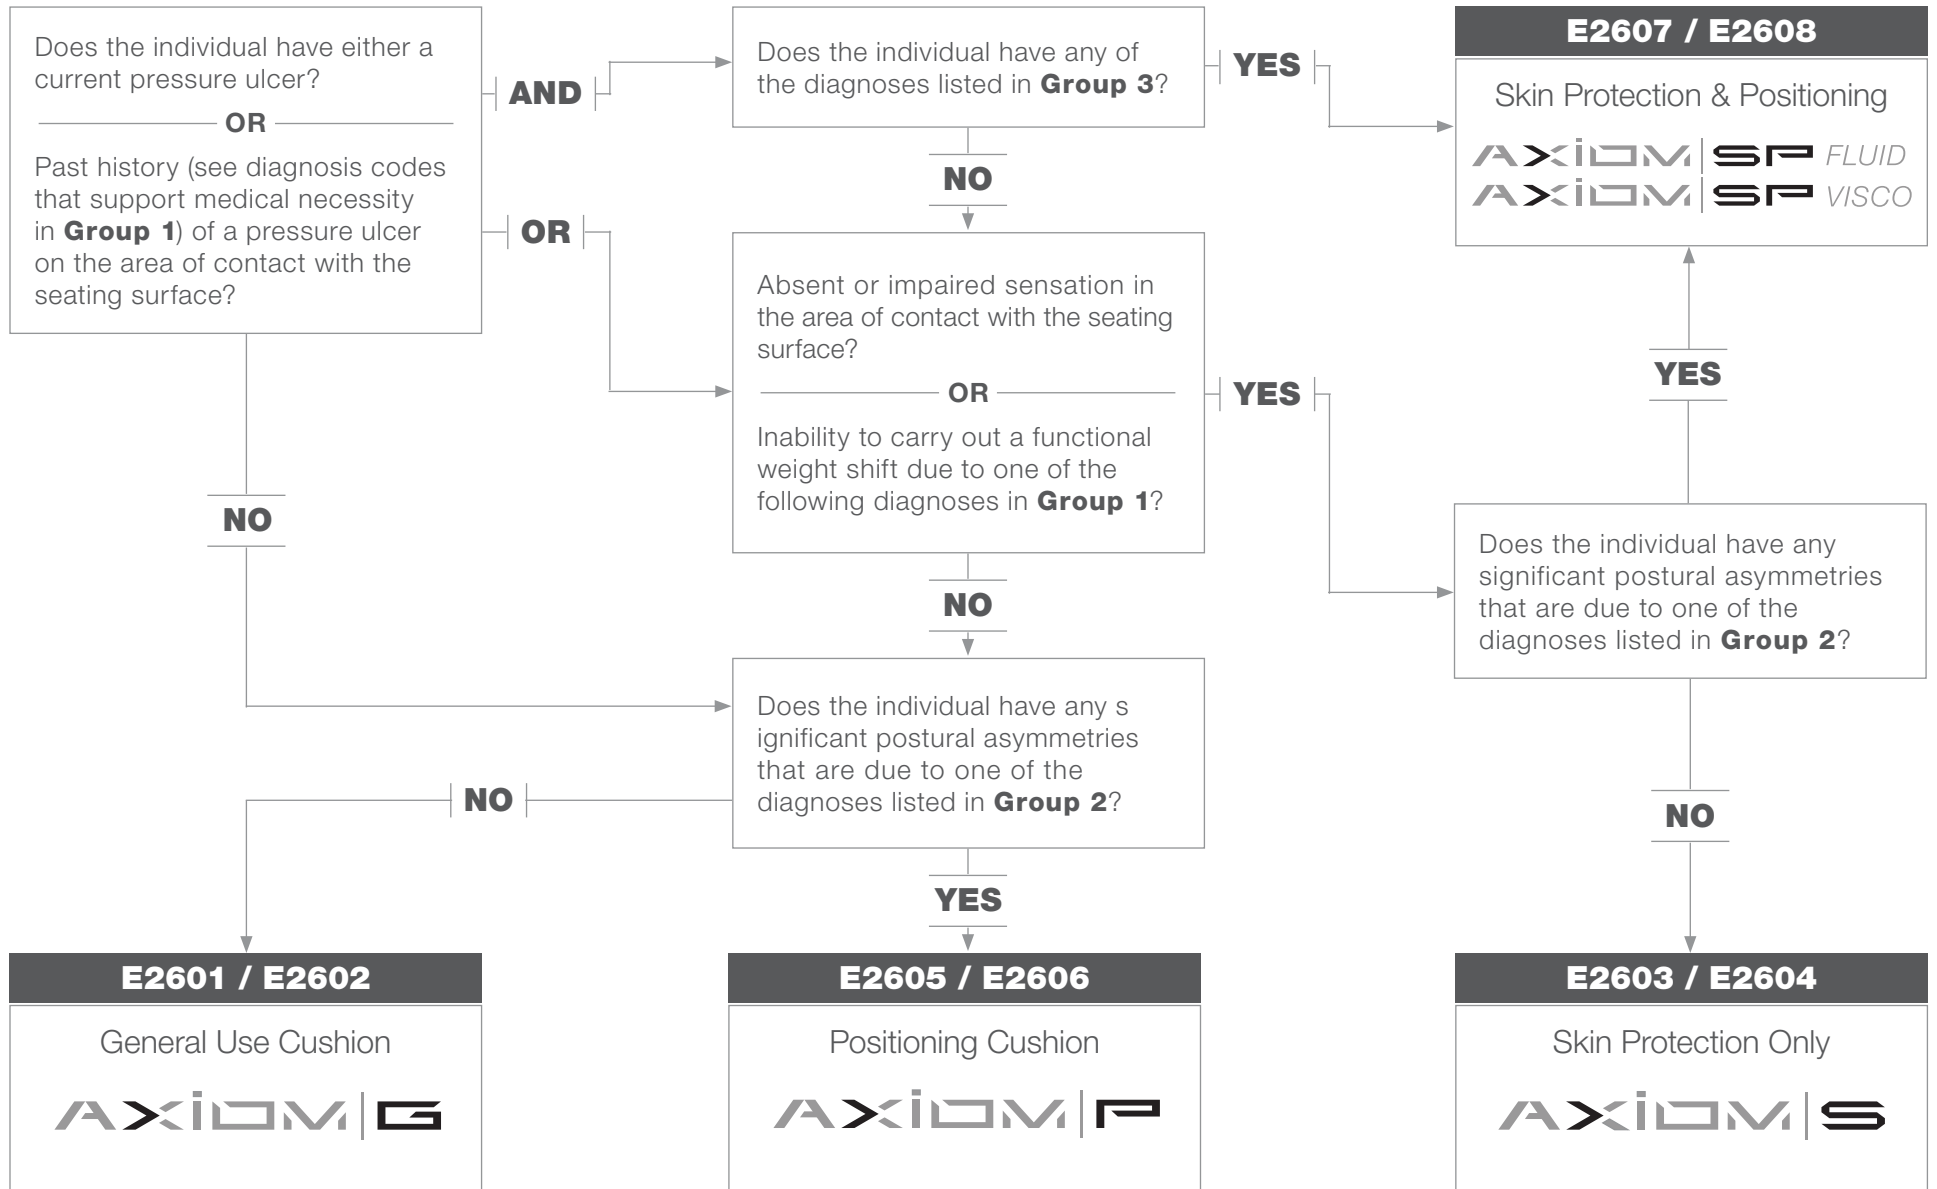 Does the individual have either a
current pressure ulcer?
OR
Past history (see diagnosis codes
that support medical necessity
in Group 1) of a pressure ulcer
on the area of contact with the
seating surface?
AND
OR
NO
Does the individual have any of
the diagnoses listed in Group 3?
YES
NO
Absent or impaired sensation in
the area of contact with the seating
surface?
OR
Inability to carry out a functional
weight shift due to one of the
following diagnoses in Group 1?
YES
NO
Does the individual have any s
ignificant postural asymmetries
that are due to one of the
diagnoses listed in Group 2?
NO
YES
E2607 / E2608
Skin Protection & Positioning
AXIOM|SP FLUID
AXIOM|SP VISCO
YES
Does the individual have any
significant postural asymmetries
that are due to one of the
diagnoses listed in Group 2?
NO
E2601 / E2602
General Use Cushion
AXIOM|G
E2605 / E2606
Positioning Cushion
AXIOM|P
E2603 / E2604
Skin Protection Only
AXIOM|S